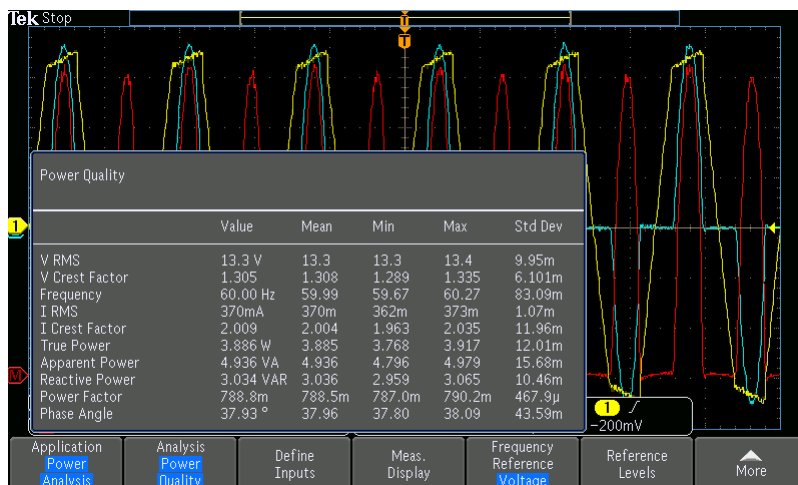 Tek Stop
T
T
Power Quality
Value Mean Min Max Std Dev
1
V RMS 13.3 V 13.3 13.3 13.4 9.95m
V Crest Factor 1.305 1.308 1.289 1.335 6.101m
Frequency 60.00 Hz 59.99 59.67 60.27 83.09m
I RMS 370mA 370m 362m 373m 1.07m
I Crest Factor 2.009 2.004 1.963 2.035 11.96m
True Power 3.886 W 3.885 3.768 3.917 12.01m
Apparent Power 4.936 VA 4.936 4.796 4.979 15.68m
M
Reactive Power 3.034 VAR 3.036 2.959 3.065 10.46m
Power Factor 788.8m 788.5m 787.0m 790.2m 467.9µ
Phase Angle 37.93 ° 37.96 37.80 38.09 43.59m
1
-200mV
Application
Power
Analysis
Analysis
Power
Quality
Define
Inputs
Meas.
Display
Frequency
Reference
Voltage
Reference
Levels
More